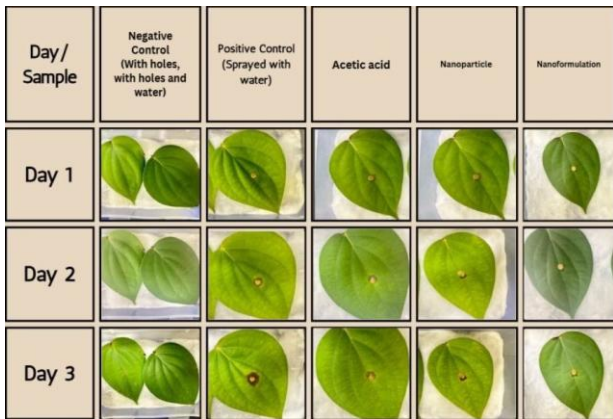 Day/
Sample
Negative
Control
(With holes,
with holes and
water)
Positive Control
(Sprayed with
water)
Acetic acid
Nanoparticle
Nanoformulation
Day 1
Day 2
Day 3